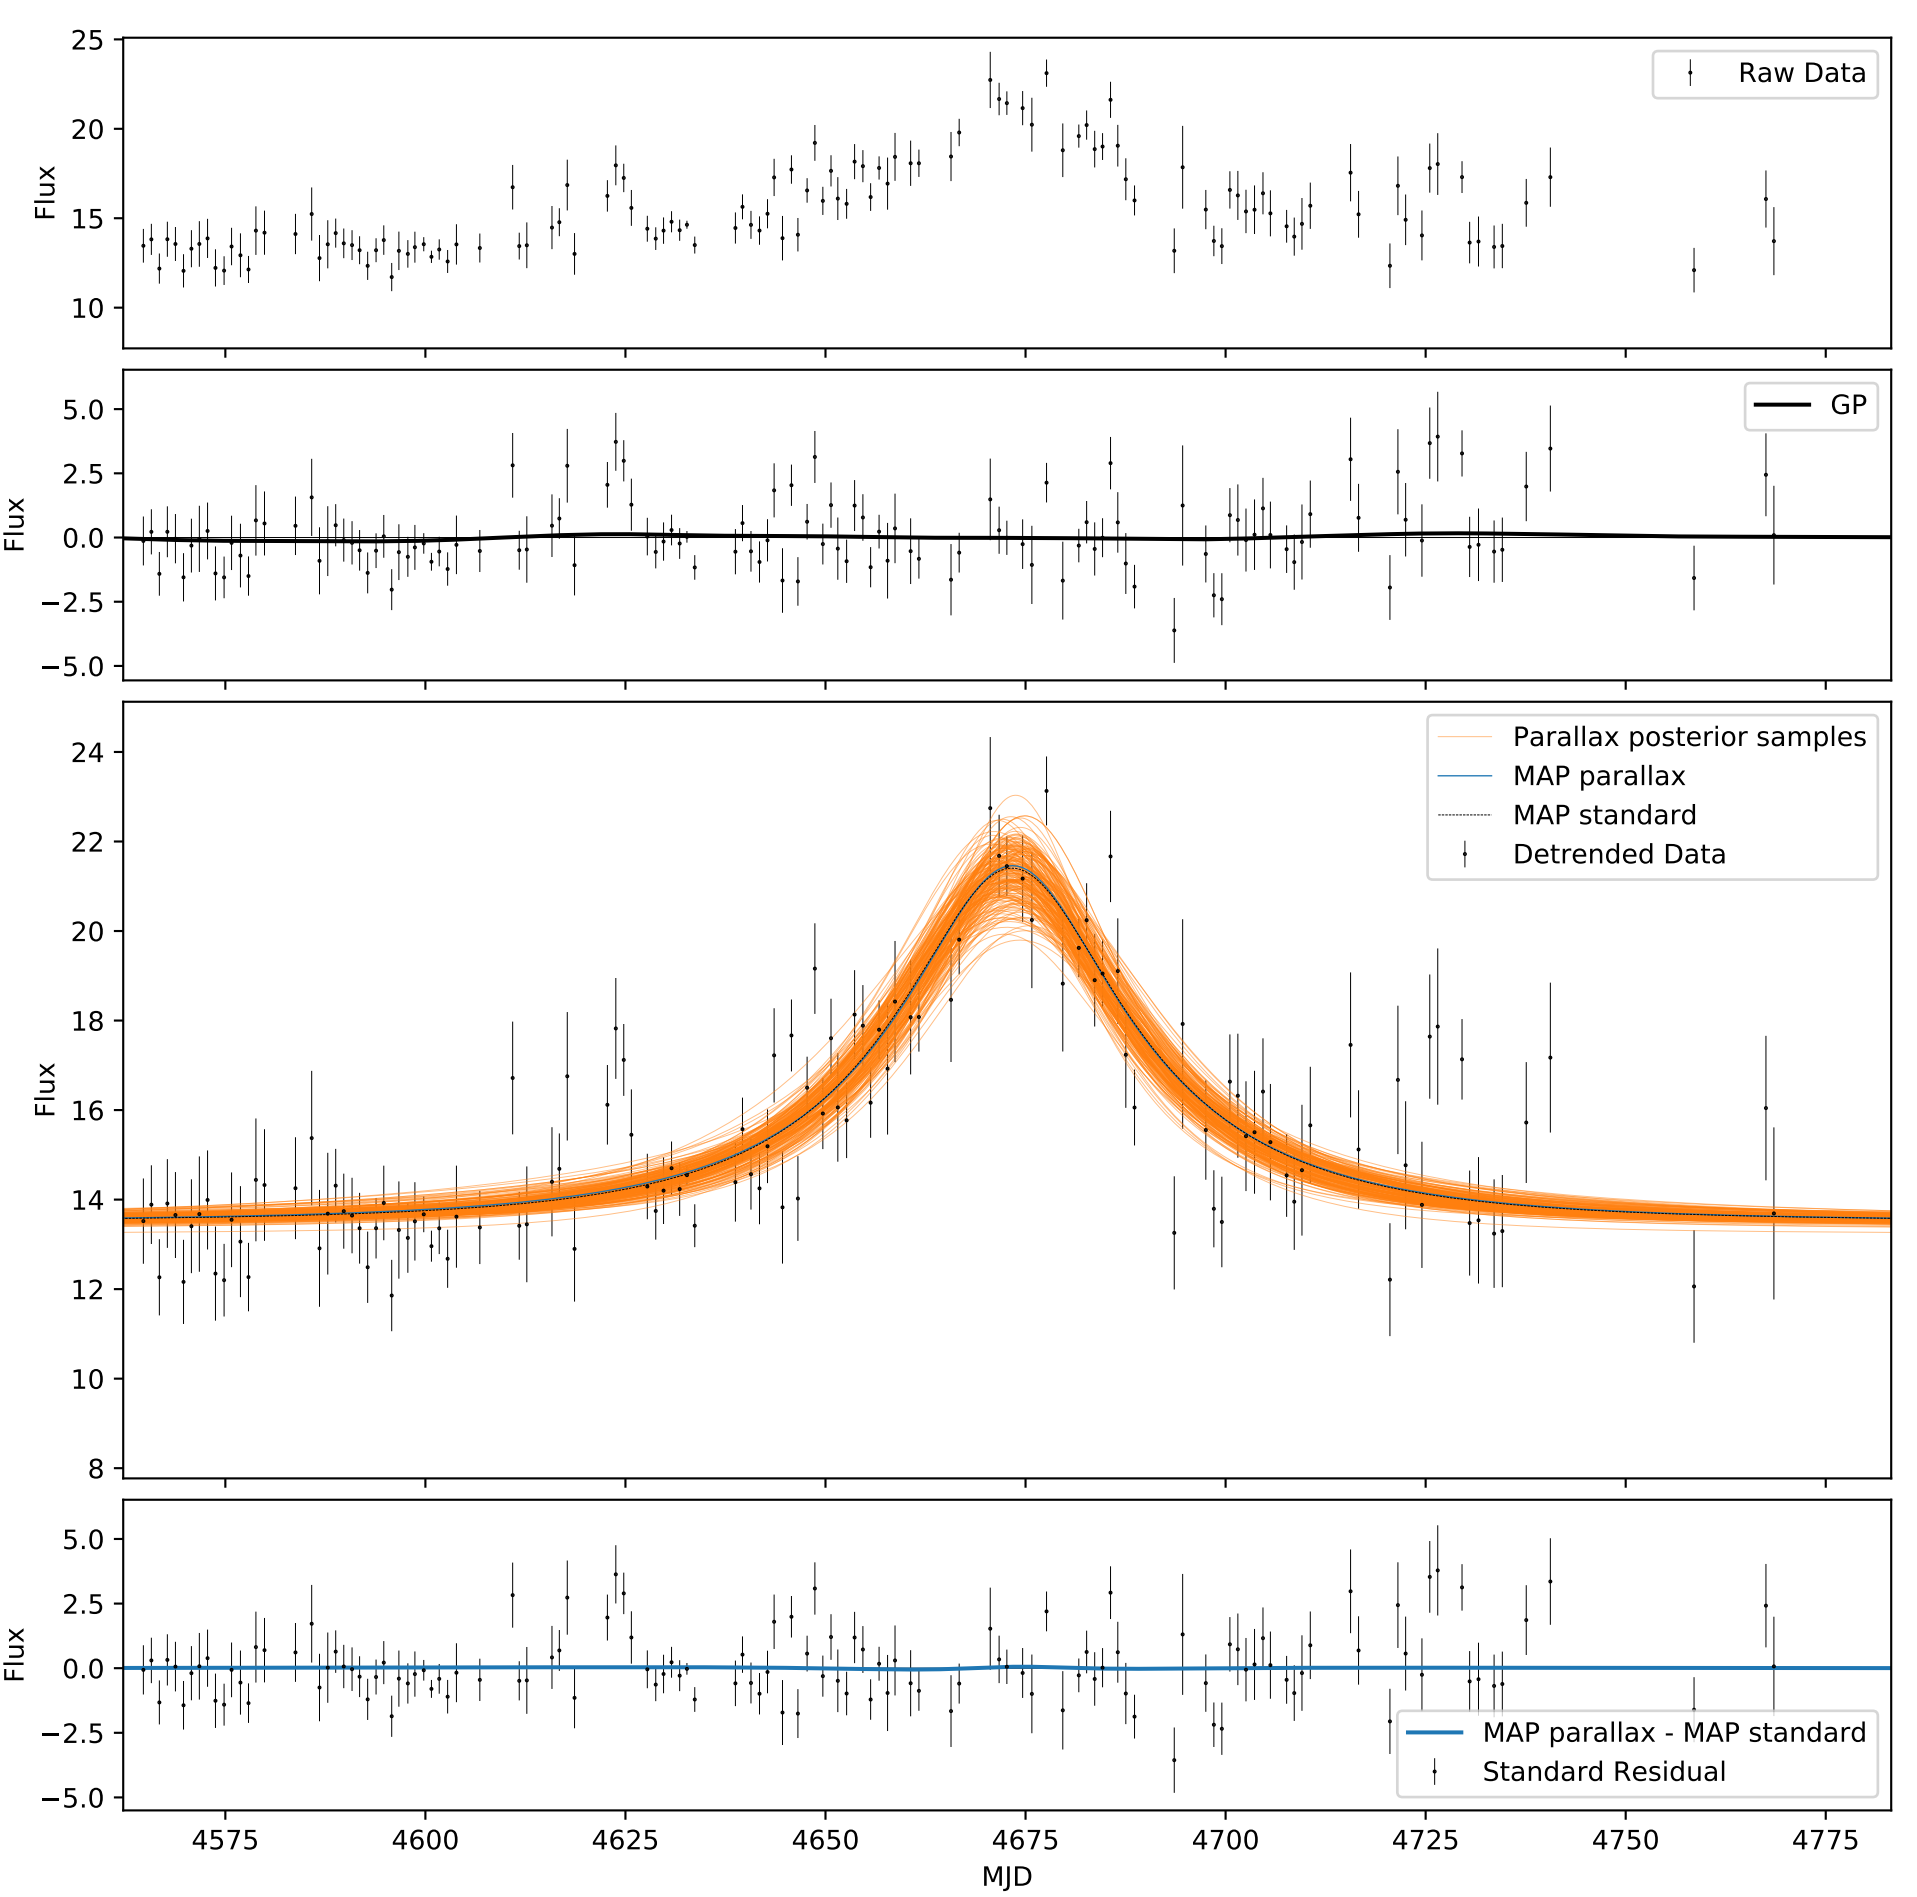 25
20
15
10
Flux
Raw Data
5.0
2.5
0.0
−2.5
−5.0
Flux
GP
24
22
20
18
16
14
12
10
8
Flux
Parallax posterior samples
MAP parallax
MAP standard
Detrended Data
5.0
2.5
0.0
−2.5
−5.0
Flux
MAP parallax - MAP standard
Standard Residual
4575 4600 4625 4650 4675 4700 4725 4750 4775
MJD